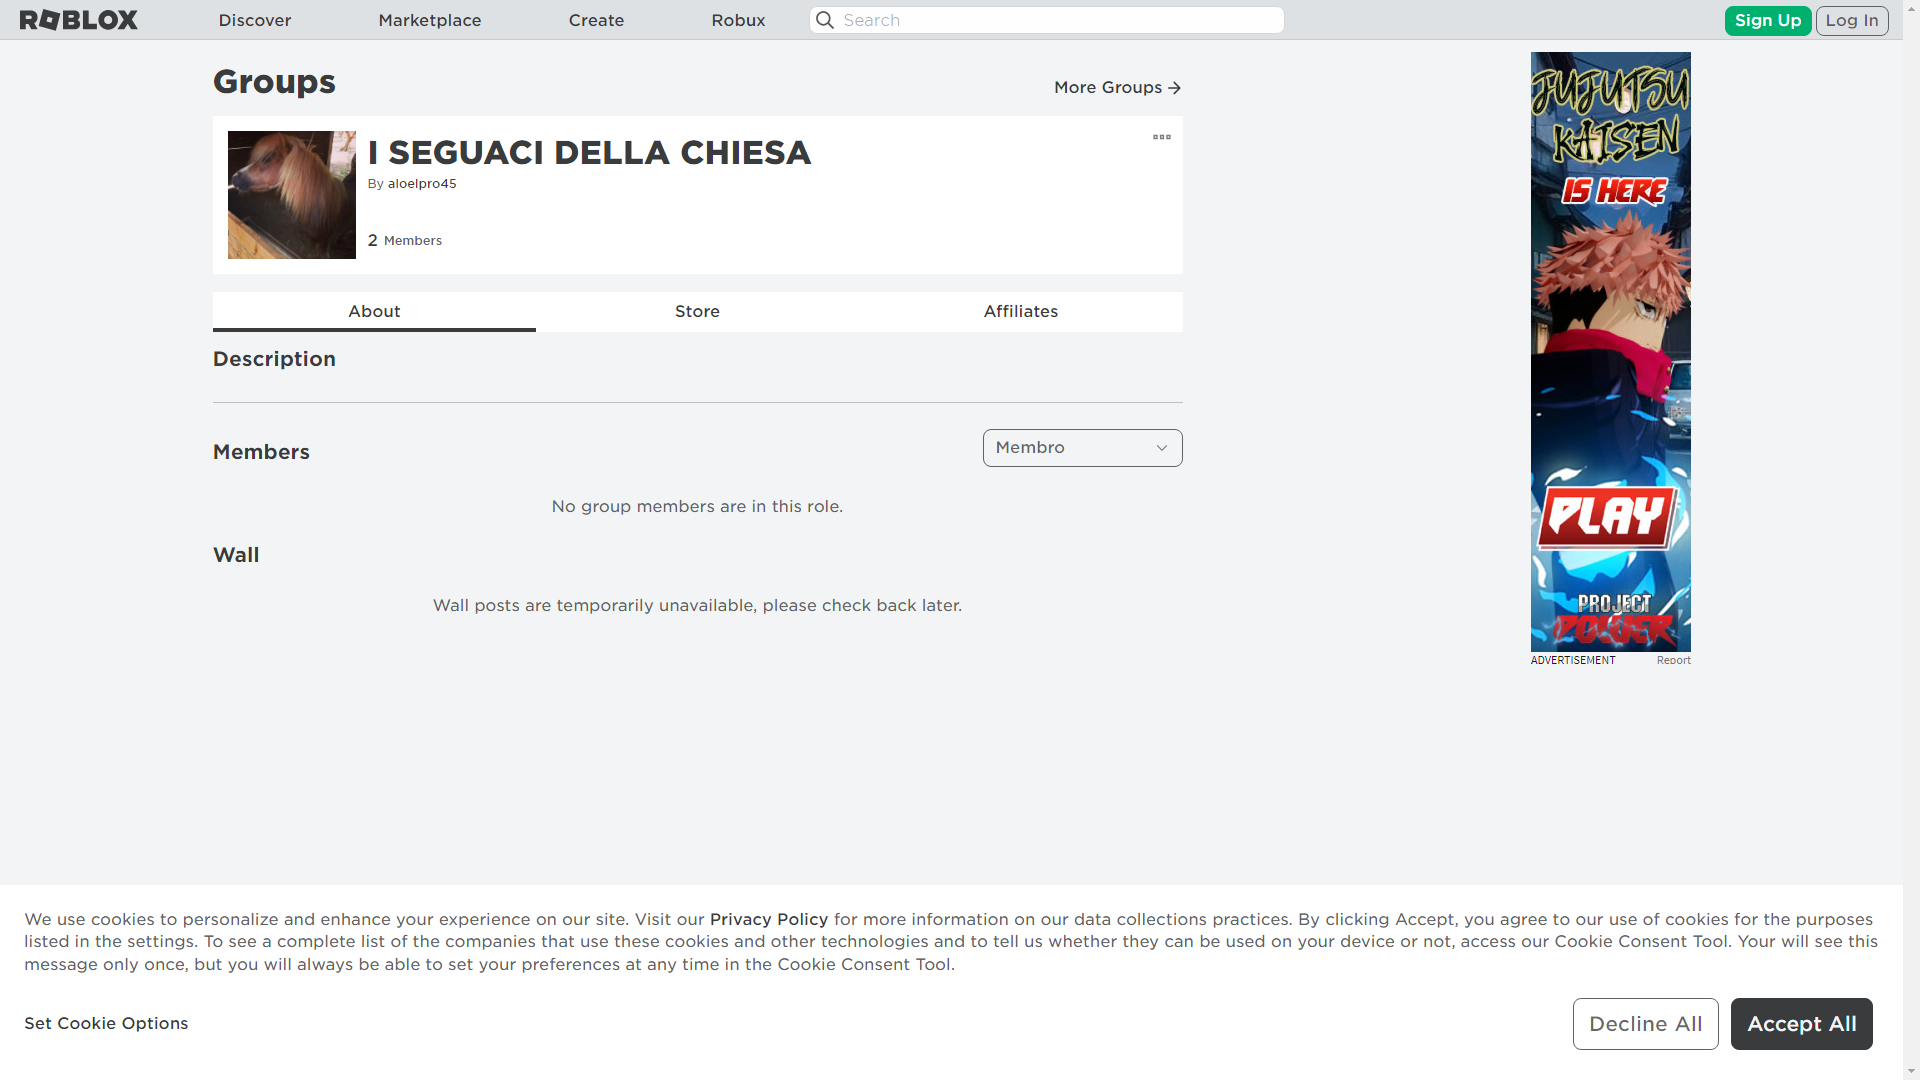 ROBLOX
Discover
Marketplace
Create
Robux
Search
Sign Up
Log In
Groups
More Groups
I SEGUACI DELLA CHIESA
By aloelpro45
2 Members
About
Store
Affiliates
Description
Members
Membro
No group members are in this role.
Wall
Wall posts are temporarily unavailable, please check back later.
JUJUTSU
KAISEN
IS HERE
PLAY
PROJECT
POWER
ADVERTISEMENT
Report
We use cookies to personalize and enhance your experience on our site. Visit our Privacy Policy for more information on our data collections practices. By clicking Accept, you agree to our use of cookies for the purposes
listed in the settings. To see a complete list of the companies that use these cookies and other technologies and to tell us whether they can be used on your device or not, access our Cookie Consent Tool. Your will see this
message only once, but you will always be able to set your preferences at any time in the Cookie Consent Tool.
Set Cookie Options
Decline All
Accept All